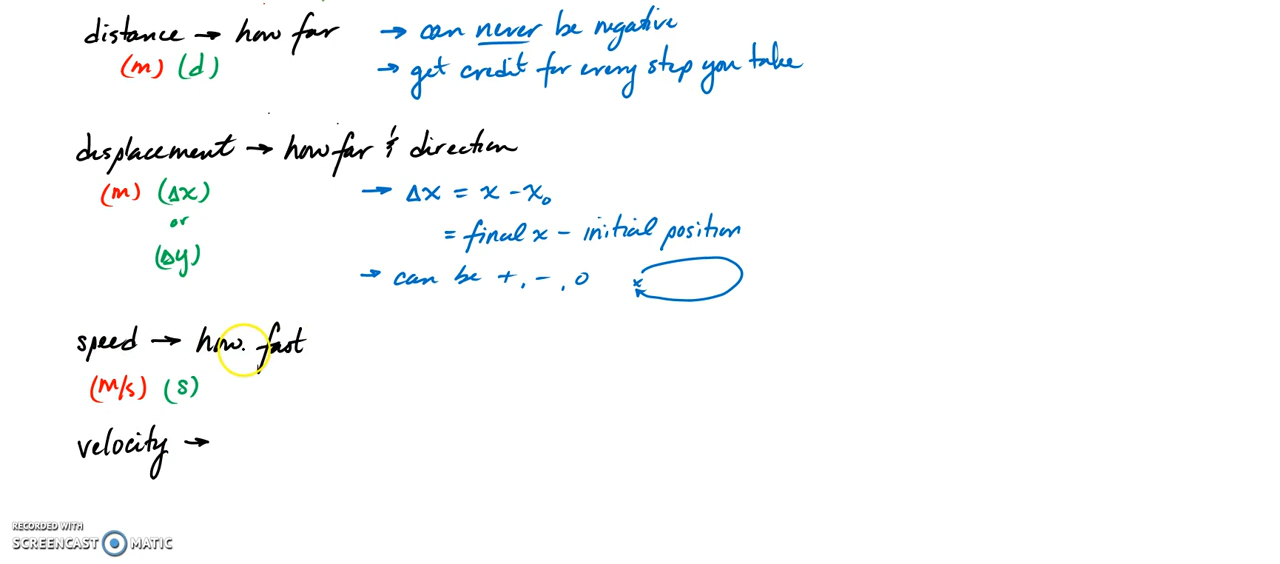 distance → how far → can never be negative
(m) (d) → get credit for every step you take
displacement → how far & direction
(m) (Δx) → Δx = x - x₀
or = final x - initial position
(Δy) → can be +, -, 0
speed → how fast
(m/s) (s)
velocity →
RECORDED WITH
SCREENCAST MATIC